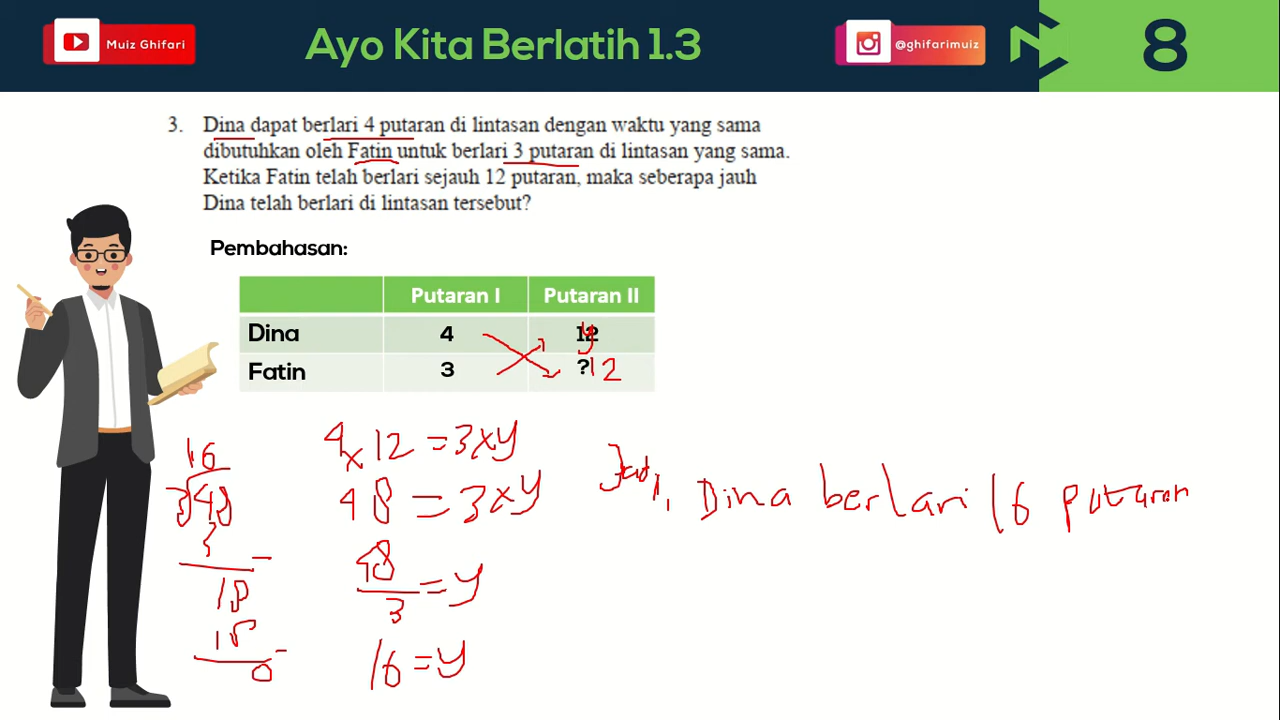 Muiz Ghifari
Ayo Kita Berlatih 1.3
@ghifarimuiz
8
3. Dina dapat berlari 4 putaran di lintasan dengan waktu yang sama
dibutuhkan oleh Fatin untuk berlari 3 putaran di lintasan yang sama.
Ketika Fatin telah berlari sejauh 12 putaran, maka seberapa jauh
Dina telah berlari di lintasan tersebut?
Pembahasan:
Putaran I Putaran II
Dina 4 12 y
Fatin 3 ? 12
4 x 12 = 3 x y
48 = 3 x y
48
3
= y
16 = y
16
3 48
3 -
18
18 -
0
Jadi, Dina berlari 16 putaran